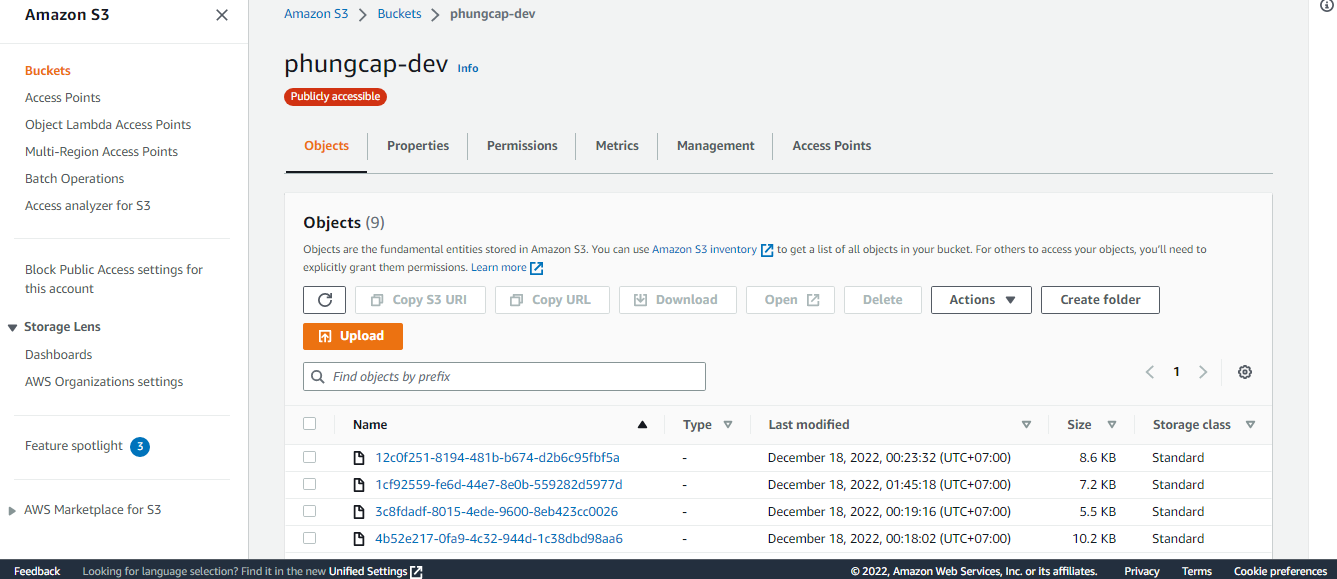 Amazon S3
Buckets
Access Points
Object Lambda Access Points
Multi-Region Access Points
Batch Operations
Access analyzer for S3
Block Public Access settings for
this account
Storage Lens
Dashboards
AWS Organizations settings
Feature spotlight 3
AWS Marketplace for S3
Amazon S3 > Buckets > phungcap-dev
phungcap-dev Info
Publicly accessible
Objects Properties Permissions Metrics Management Access Points
Objects (9)
Objects are the fundamental entities stored in Amazon S3. You can use Amazon S3 inventory to get a list of all objects in your bucket. For others to access your objects, you'll need to
explicitly grant them permissions. Learn more
Copy S3 URI Copy URL Download Open Delete Actions Create folder
Upload
Find objects by prefix
1
Name Type Last modified Size Storage class
12c0f251-8194-481b-b674-d2b6c95fbf5a - December 18, 2022, 00:23:32 (UTC+07:00) 8.6 KB Standard
1cf92559-fe6d-44e7-8e0b-559282d5977d - December 18, 2022, 01:45:18 (UTC+07:00) 7.2 KB Standard
3c8fdadf-8015-4ede-9600-8eb423cc0026 - December 18, 2022, 00:19:16 (UTC+07:00) 5.5 KB Standard
4b52e217-0fa9-4c32-944d-1c38dbd98aa6 - December 18, 2022, 00:18:02 (UTC+07:00) 10.2 KB Standard
Feedback Looking for language selection? Find it in the new Unified Settings © 2022, Amazon Web Services, Inc. or its affiliates. Privacy Terms Cookie preferences